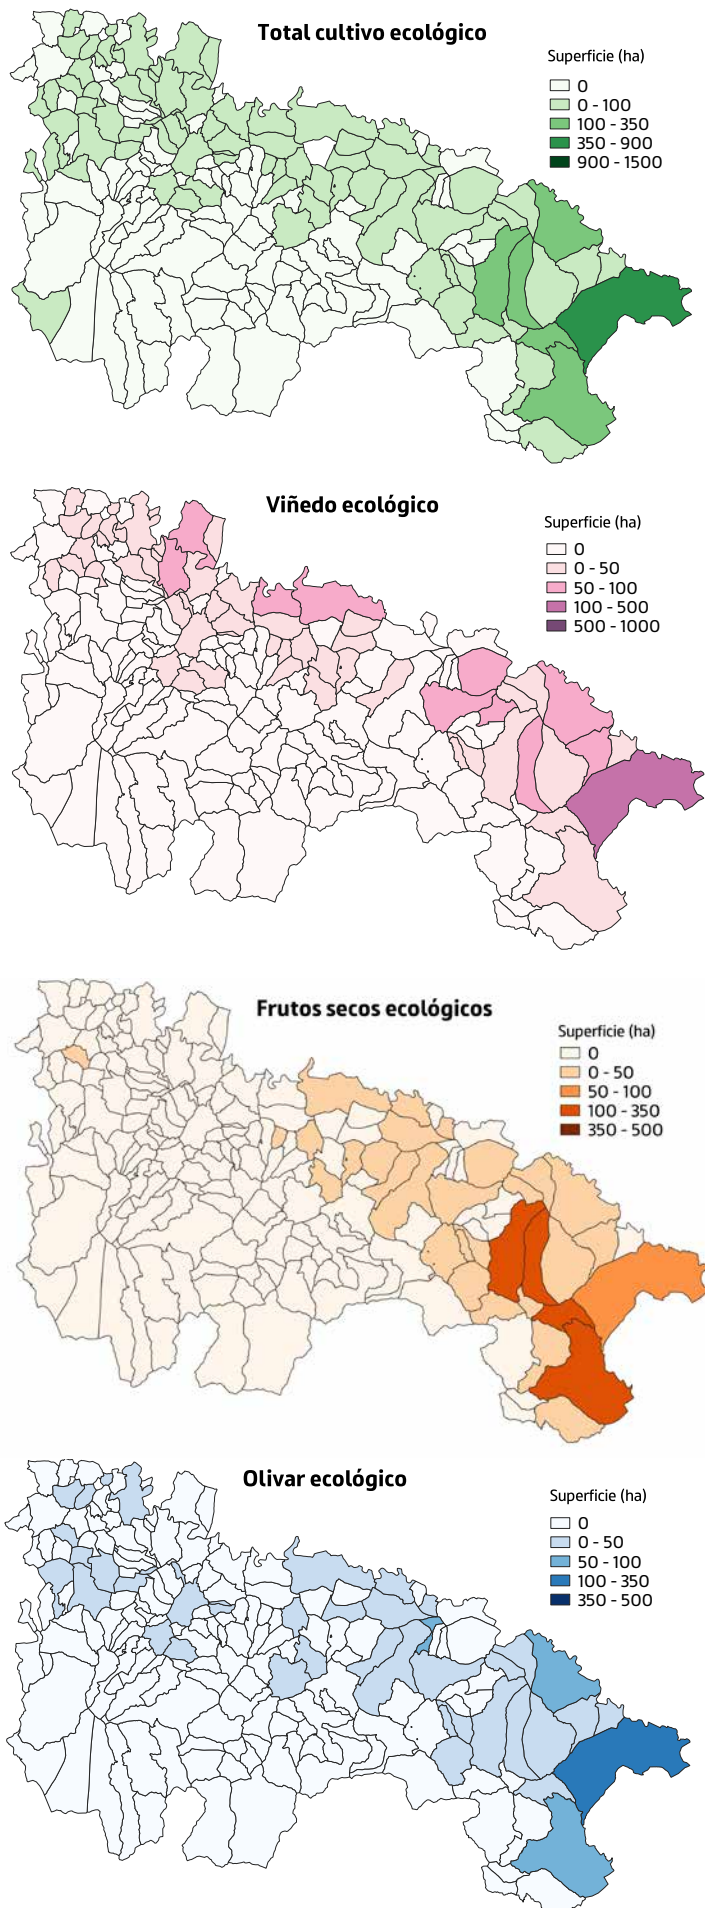 Total cultivo ecológico
Superficie (ha)
0
0 - 100
100 - 350
350 - 900
900 - 1500
Viñedo ecológico
Superficie (ha)
0
0 - 50
50 - 100
100 - 500
500 - 1000
Frutos secos ecológicos
Superficie (ha)
0
0 - 50
50 - 100
100 - 350
350 - 500
Olivar ecológico
Superficie (ha)
0
0 - 50
50 - 100
100 - 350
350 - 500